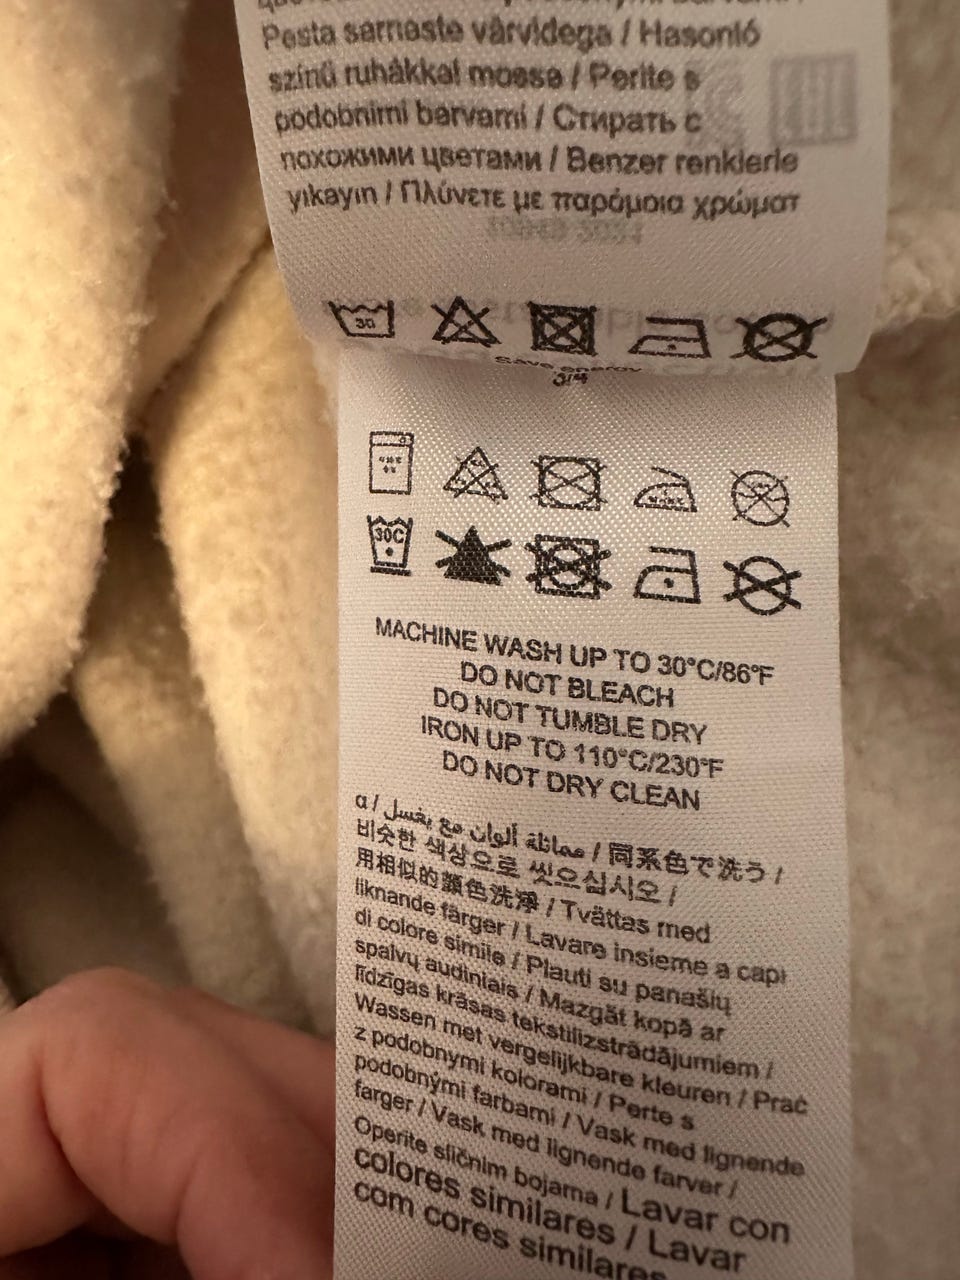 Pesta samaste värvidega / Hasonló
színű ruhákkal mossa / Perite s
podobnimi barvami / Стирать с
похожими цветами / Benzer renklerle
yıkayın / Πλύνετε με παρόμοια χρώματ
30
Save energy
3/4
30C
MACHINE WASH UP TO 30°C/86°F
DO NOT BLEACH
DO NOT TUMBLE DRY
IRON UP TO 110°C/230°F
DO NOT DRY CLEAN
a / يغسل مع ألوان مماثلة / 同系色で洗う /
비슷한 색상으로 씻으십시오 /
用相似的顏色洗淨 / Tvättas med
liknande färger / Lavare insieme a capi
di colore simile / Plauti su panašių
spalvų audiniais / Mazgāt kopā ar
līdzīgas krāsas tekstilizstrādājumiem /
Wassen met vergelijkbare kleuren / Prać
z podobnymi kolorami / Perte s
podobnými farbami / Vask med lignende
farger / Vask med lignende farver /
Operite sličnim bojama / Lavar con
colores similares / Lavar
com cores similares